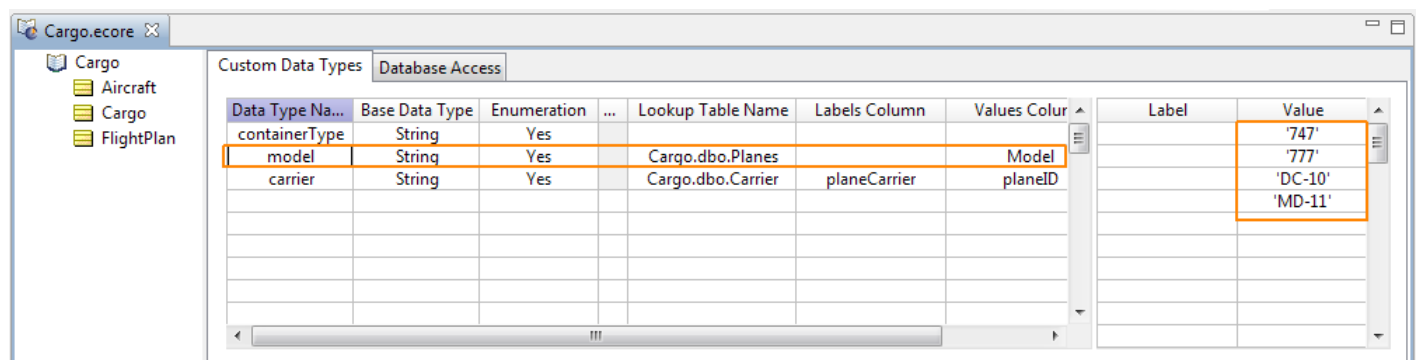 Cargo.ecore
Cargo
Aircraft
Cargo
FlightPlan
Custom Data Types Database Access
Data Type Na... Base Data Type Enumeration ... Lookup Table Name Labels Column Values Colur Label Value
containerType String Yes '747'
model String Yes Cargo.dbo.Planes Model '777'
carrier String Yes Cargo.dbo.Carrier planeCarrier planeID 'DC-10'
'MD-11'